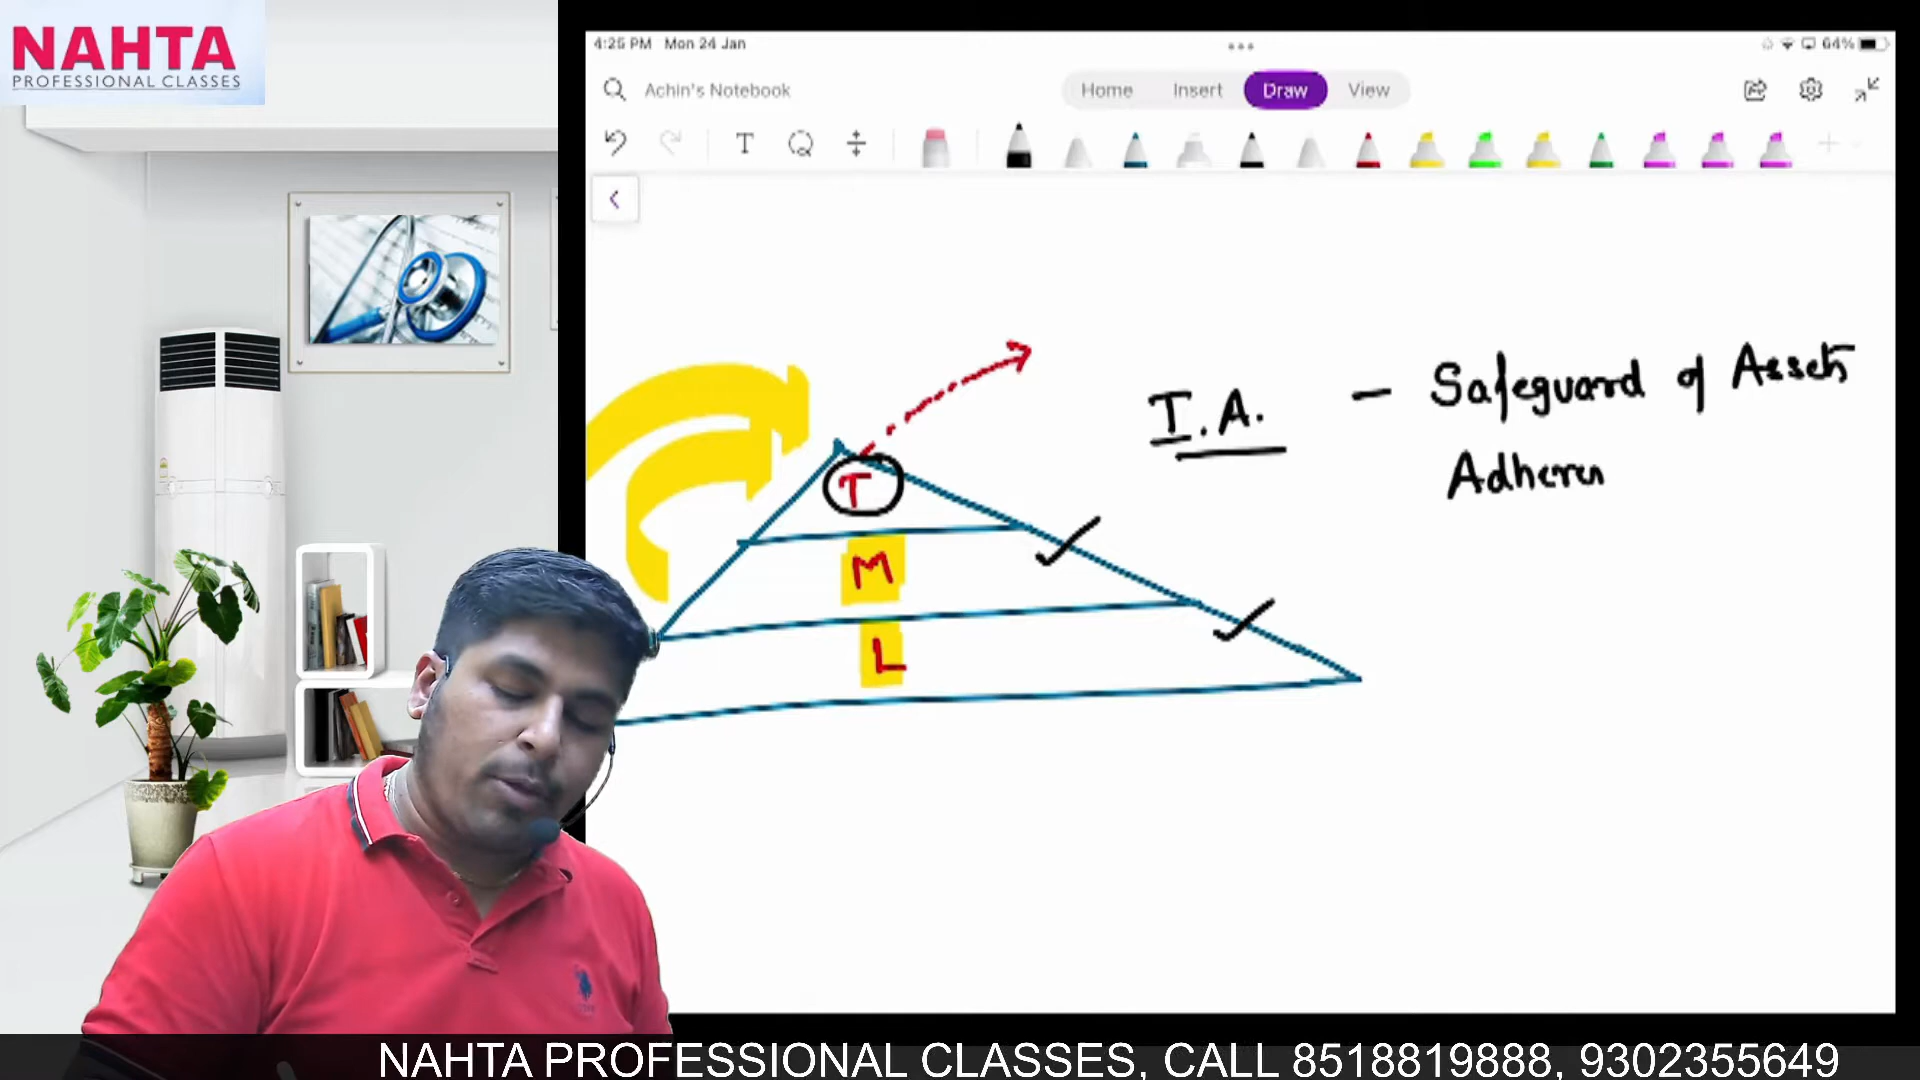 NAHTA
PROFESSIONAL CLASSES
4:25 PM Mon 24 Jan
64%
Achin's Notebook
Home Insert Draw View
T
I.A. - Safeguard of Assets
Adheren
T
M
L
NAHTA PROFESSIONAL CLASSES, CALL 8518819888, 9302355649